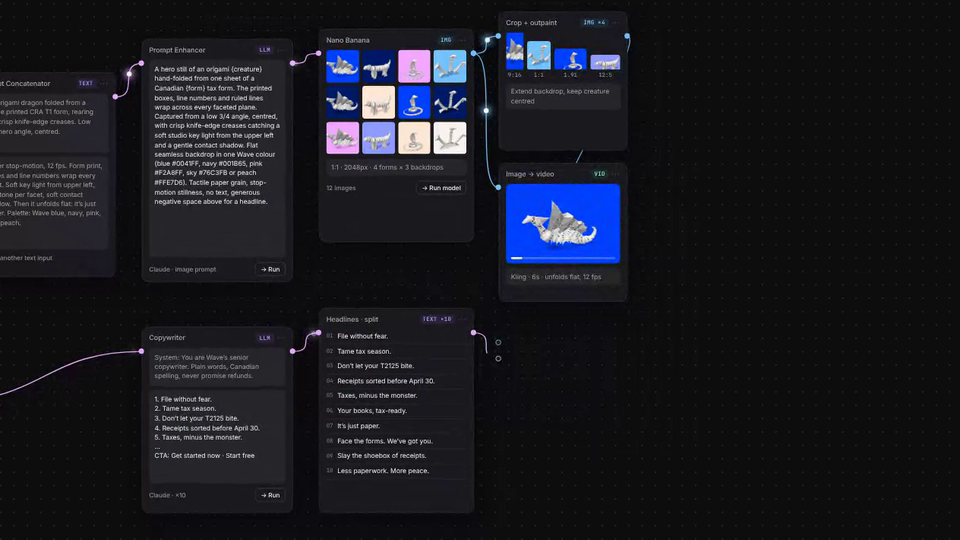 Concatenator
TEXT
origami dragon folded from a
printed CRA T1 form, rearing
crisp knife-edge creases. Low
hero angle, centred.
stop-motion, 12 fps. Form print,
and line numbers wrap every
Soft key light from upper left,
tone per facet, soft contact
Then it unfolds flat: it's just
Palette: Wave blue, navy, pink,
peach.
another text input
Prompt Enhancer
LLM
A hero still of an origami {creature}
hand-folded from one sheet of a
Canadian {form} tax form. The printed
boxes, line numbers and ruled lines
wrap across every faceted plane.
Captured from a low 3/4 angle, centred,
with crisp knife-edge creases catching a
soft studio key light from the upper left
and a gentle contact shadow. Flat
seamless backdrop in one Wave colour
(blue #0041FF, navy #001B65, pink
#F2A8FF, sky #76C3FB or peach
#FFE7D6). Tactile paper grain, stop-
motion stillness, no text, generous
negative space above for a headline.
Claude · image prompt
→ Run
Nano Banana
IMG
1:1 · 2048px · 4 forms × 3 backdrops
12 images
→ Run model
Crop + outpaint
IMG ×4
9:16
1:1
1.91
12:5
Extend backdrop, keep creature
centred
Image → video
VID
Kling · 6s · unfolds flat, 12 fps
Copywriter
LLM
System: You are Wave's senior
copywriter. Plain words, Canadian
spelling, never promise refunds.
1. File without fear.
2. Tame tax season.
3. Don't let your T2125 bite.
4. Receipts sorted before April 30.
5. Taxes, minus the monster.
...
CTA: Get started now · Start free
Claude · ×10
→ Run
Headlines · split
TEXT ×10
01 File without fear.
02 Tame tax season.
03 Don't let your T2125 bite.
04 Receipts sorted before April 30.
05 Taxes, minus the monster.
06 Your books, tax-ready.
07 It's just paper.
08 Face the forms. We've got you.
09 Slay the shoebox of receipts.
10 Less paperwork. More peace.